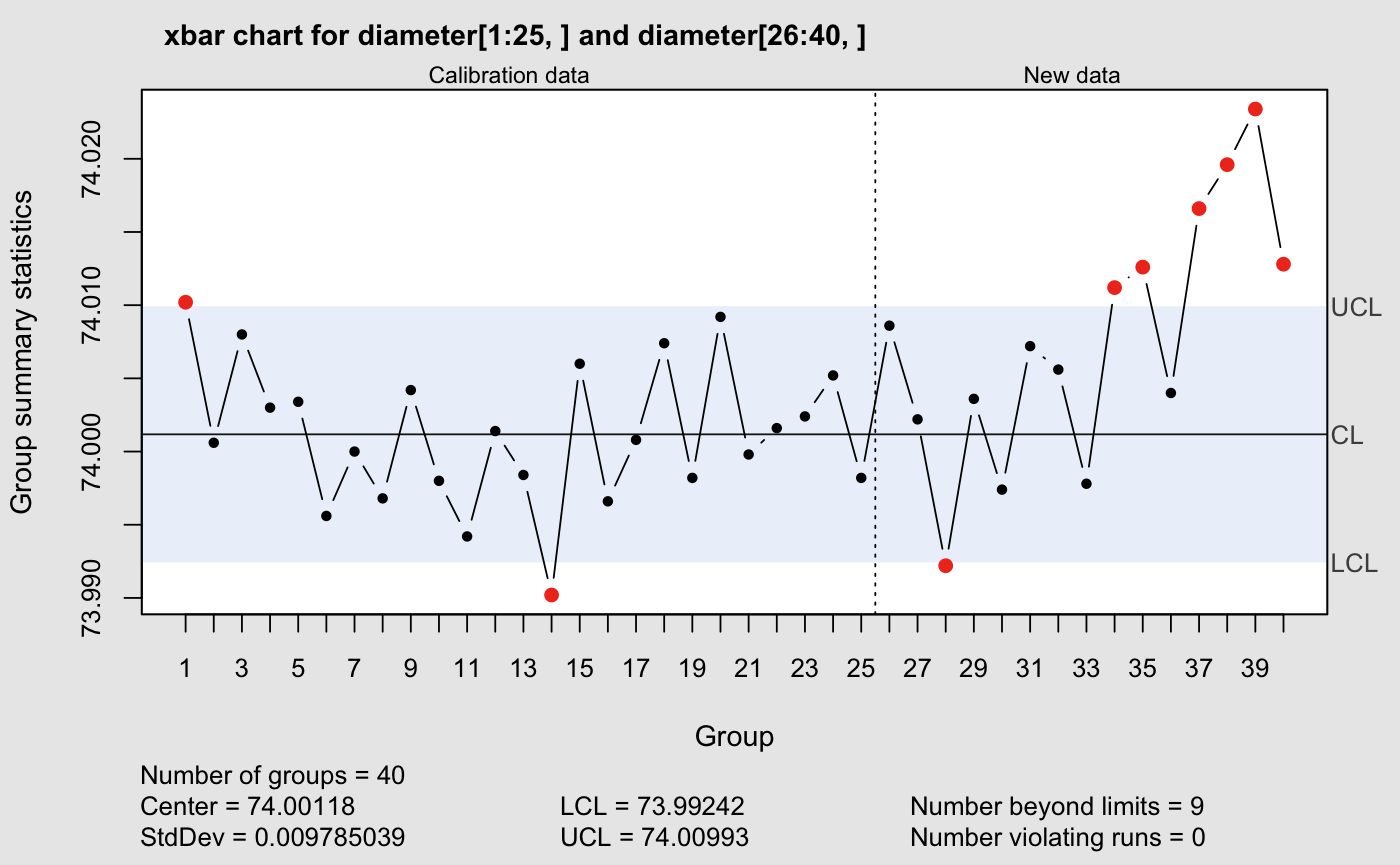 xbar chart for diameter[1:25, ] and diameter[26:40, ]
Calibration data New data
Group summary statistics
74.020
74.010
74.000
73.990
UCL
CL
LCL
1 3 5 7 9 11 13 15 17 19 21 23 25 27 29 31 33 35 37 39
Group
Number of groups = 40
Center = 74.00118 LCL = 73.99242 Number beyond limits = 9
StdDev = 0.009785039 UCL = 74.00993 Number violating runs = 0